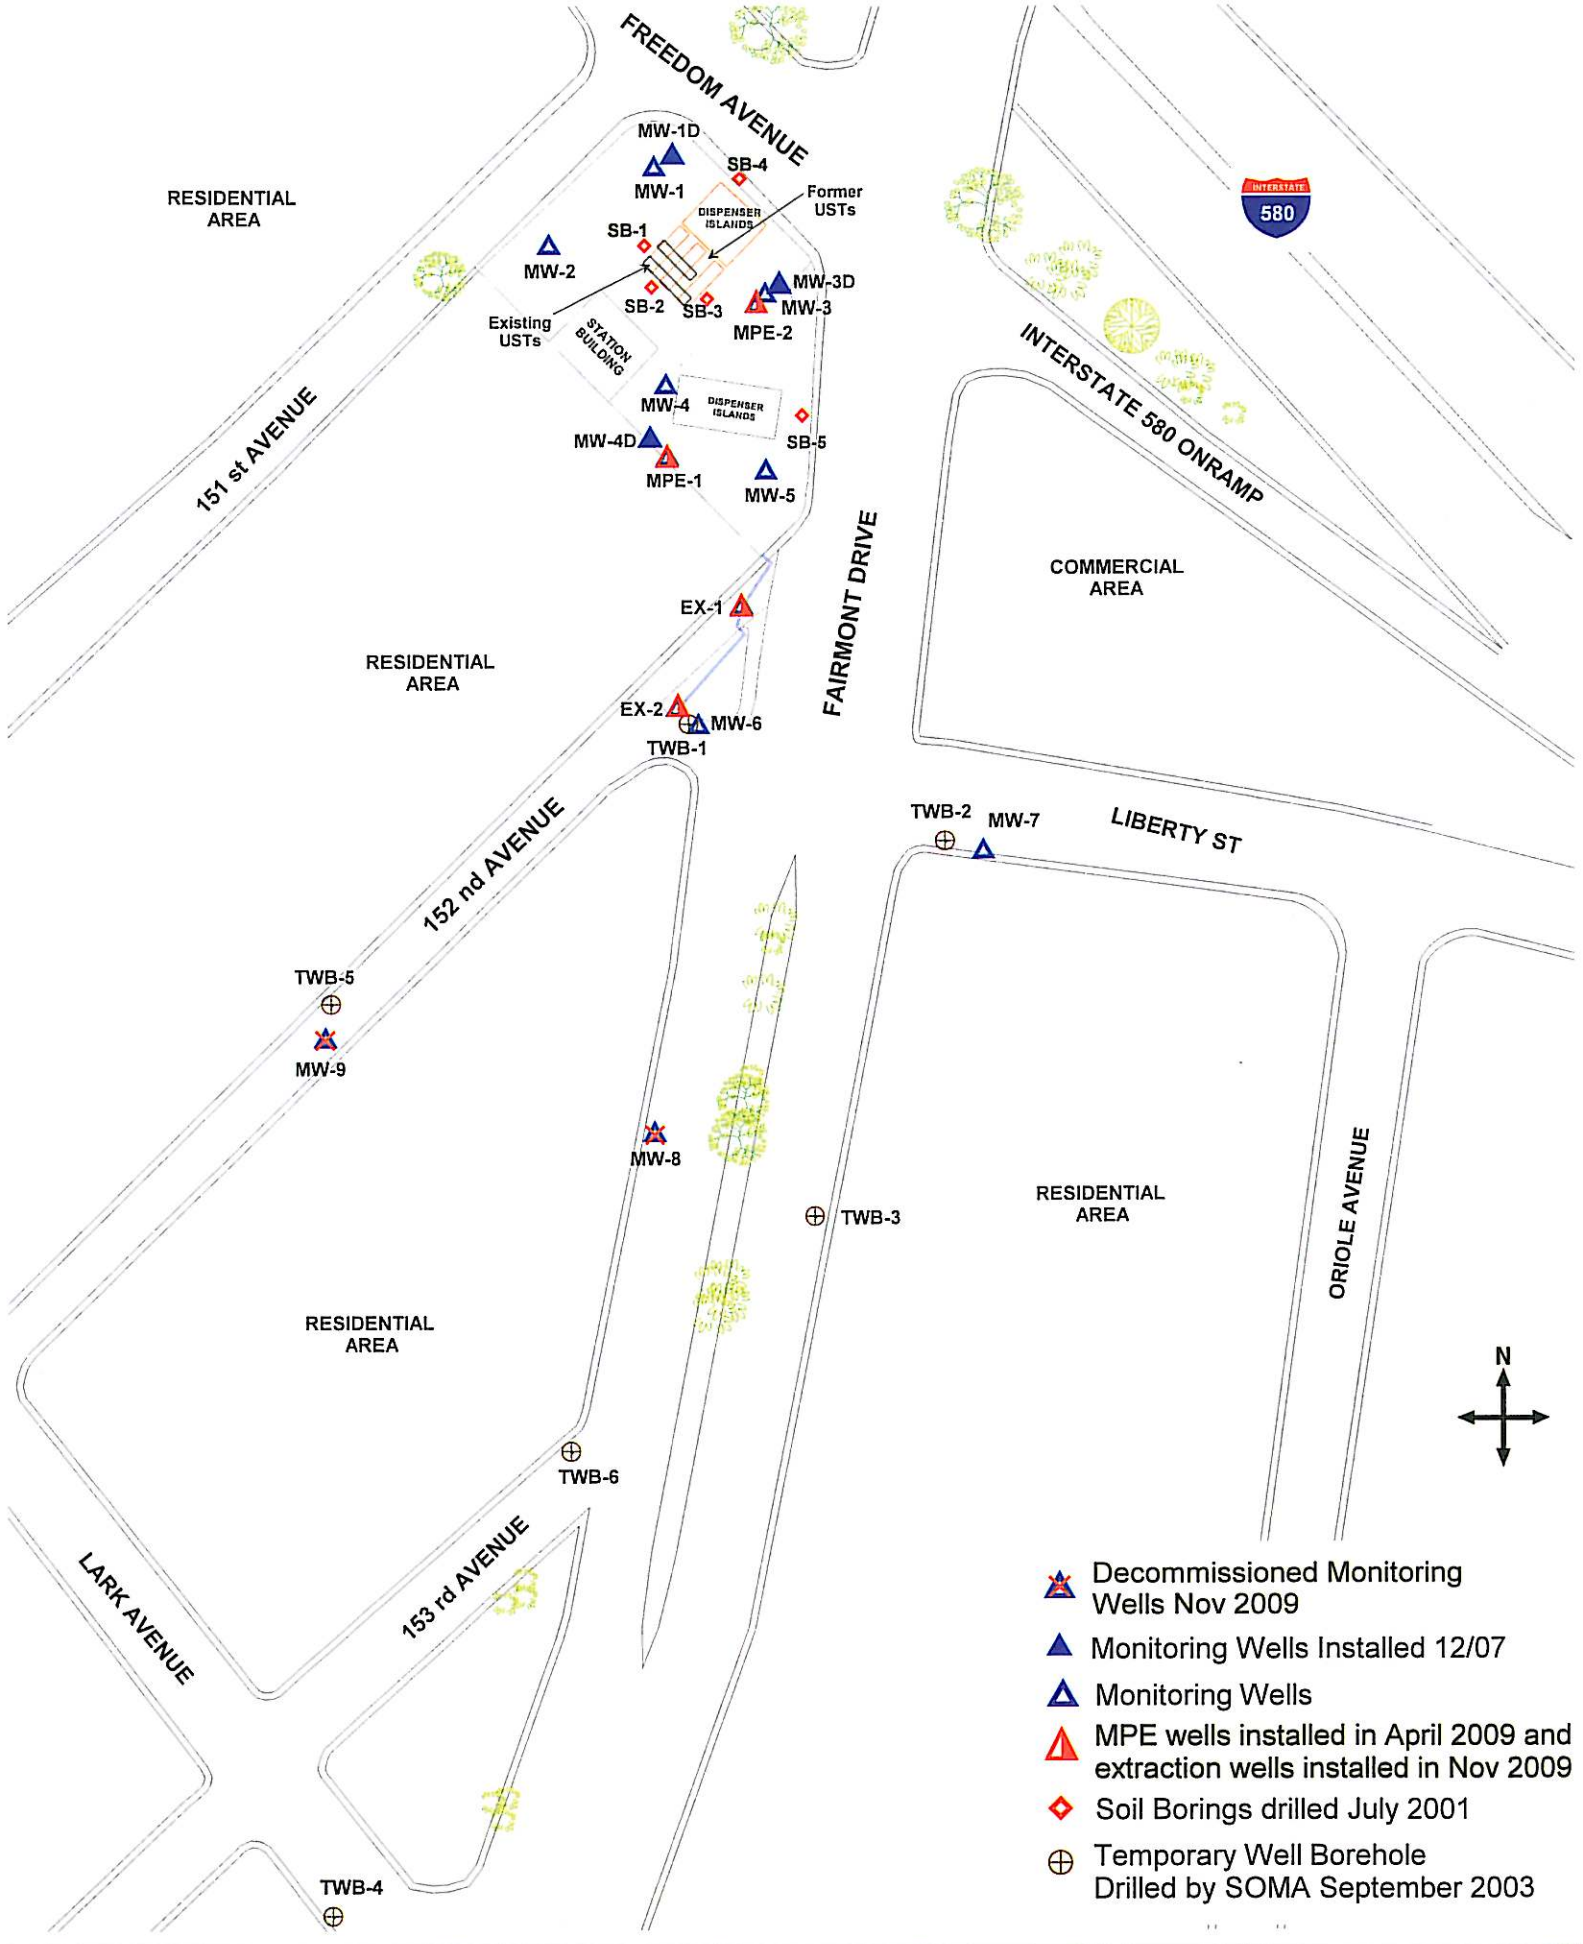 FREEDOM AVENUE
MW-1D
MW-1
SB-4
Former
USTs
DISPENSER
ISLANDS
RESIDENTIAL
AREA
INTERSTATE
580
SB-1
MW-2
MW-3D
MW-3
SB-2
SB-3
MPE-2
Existing
USTs
STATION
BUILDING
INTERSTATE 580 ONRAMP
MW-4
DISPENSER
ISLANDS
SB-5
MW-4D
MPE-1
MW-5
151 st AVENUE
FAIRMONT DRIVE
COMMERCIAL
AREA
EX-1
RESIDENTIAL
AREA
EX-2
MW-6
TWB-1
TWB-2
MW-7
LIBERTY ST
152 nd AVENUE
TWB-5
MW-9
MW-8
TWB-3
RESIDENTIAL
AREA
ORIOLE AVENUE
RESIDENTIAL
AREA
N
TWB-6
153 rd AVENUE
LARK AVENUE
TWB-4
Decommissioned Monitoring
Wells Nov 2009
Monitoring Wells Installed 12/07
Monitoring Wells
MPE wells installed in April 2009 and
extraction wells installed in Nov 2009
Soil Borings drilled July 2001
Temporary Well Borehole
Drilled by SOMA September 2003